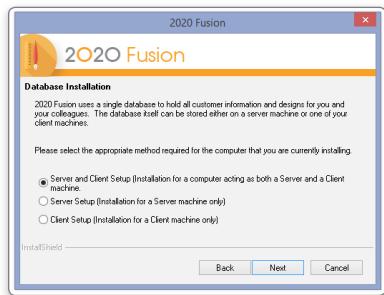 2020 Fusion
2020 Fusion
Database Installation
2020 Fusion uses a single database to hold all customer information and designs for you and
your colleagues. The database itself can be stored either on a server machine or one of your
client machines.
Please select the appropriate method required for the computer that you are currently installing.
Server and Client Setup (Installation for a computer acting as both a Server and a Client
machine.
Server Setup (Installation for a Server machine only)
Client Setup (Installation for a Client machine only)
InstallShield
Back Next Cancel